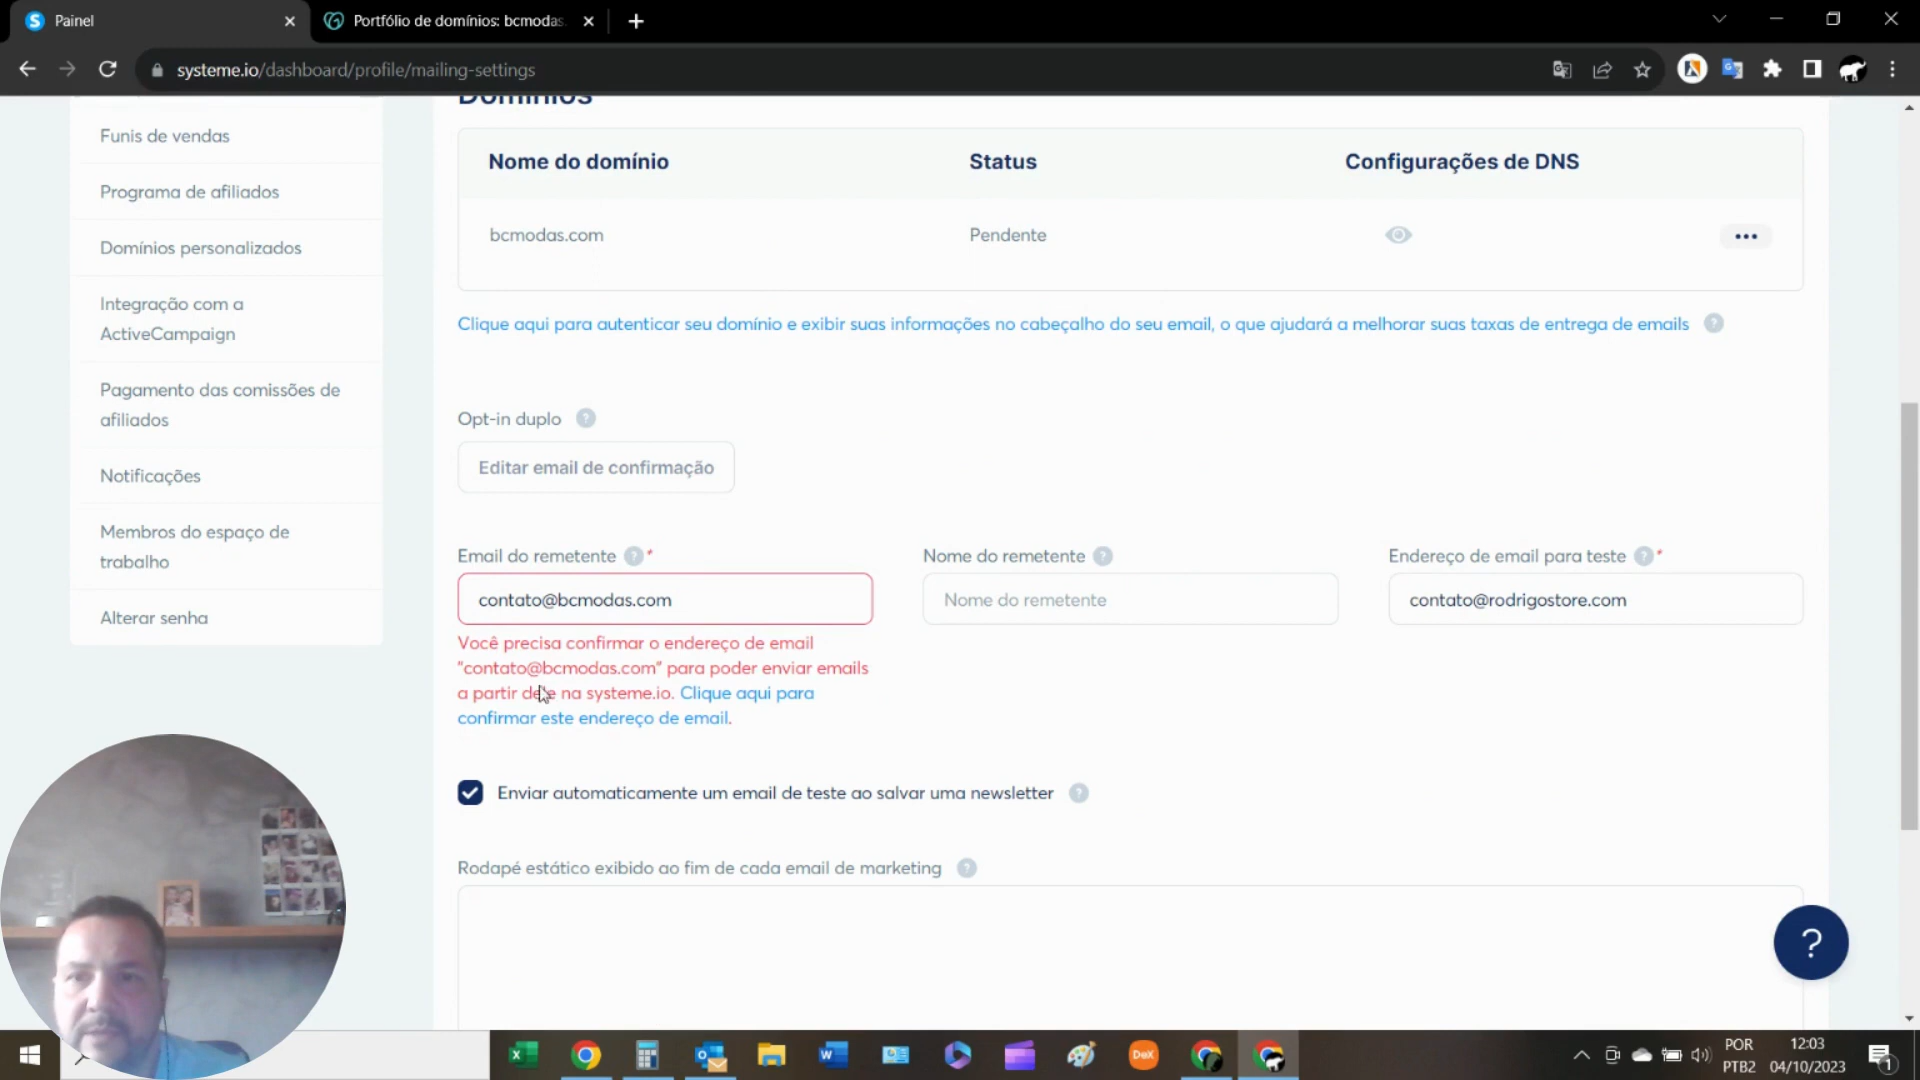 Painel
Portfólio de domínios: bcmodas
systeme.io/dashboard/profile/mailing-settings
Funis de vendas
Programa de afiliados
Domínios personalizados
Integração com a
ActiveCampaign
Pagamento das comissões de
afiliados
Notificações
Membros do espaço de
trabalho
Alterar senha
Domínios
Nome do domínio
Status
Configurações de DNS
bcmodas.com
Pendente
Clique aqui para autenticar seu domínio e exibir suas informações no cabeçalho do seu email, o que ajudará a melhorar suas taxas de entrega de emails ?
Opt-in duplo ?
Editar email de confirmação
Email do remetente ? *
Nome do remetente ?
Endereço de email para teste ? *
contato@bcmodas.com
Nome do remetente
contato@rodrigostore.com
Você precisa confirmar o endereço de email
"contato@bcmodas.com" para poder enviar emails
a partir dele na systeme.io. Clique aqui para
confirmar este endereço de email.
Enviar automaticamente um email de teste ao salvar uma newsletter ?
Rodapé estático exibido ao fim de cada email de marketing ?
?
DeX
POR
PTB2
12:03
04/10/2023
1